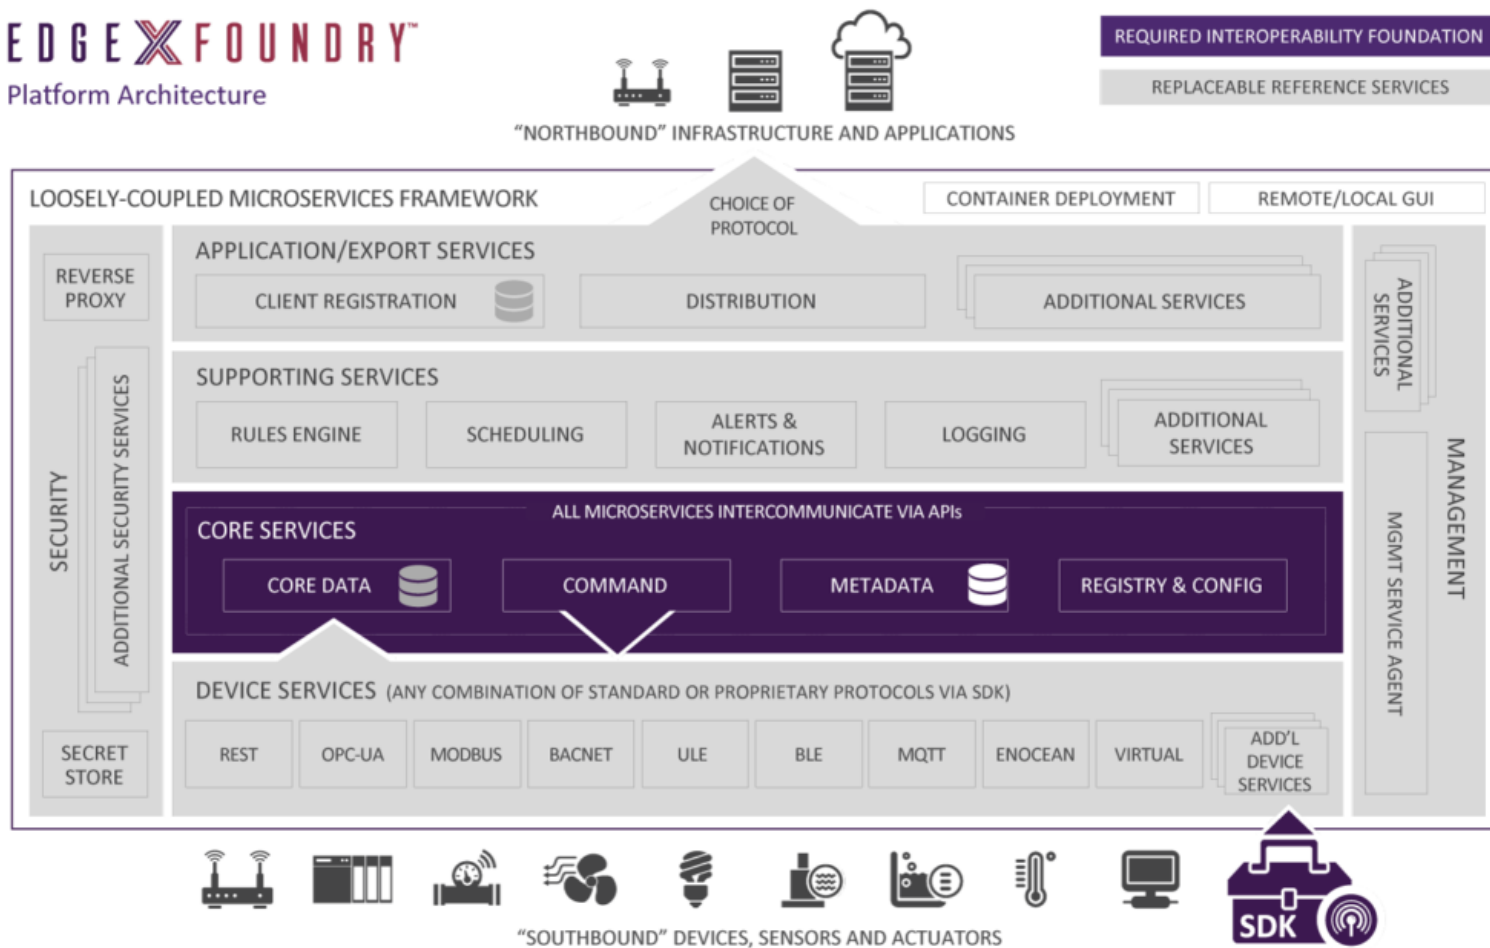 EDGE X FOUNDRY™
Platform Architecture
REQUIRED INTEROPERABILITY FOUNDATION
REPLACEABLE REFERENCE SERVICES
“NORTHBOUND” INFRASTRUCTURE AND APPLICATIONS
LOOSELY-COUPLED MICROSERVICES FRAMEWORK
CHOICE OF
PROTOCOL
CONTAINER DEPLOYMENT
REMOTE/LOCAL GUI
SECURITY
REVERSE
PROXY
ADDITIONAL SECURITY SERVICES
SECRET
STORE
APPLICATION/EXPORT SERVICES
CLIENT REGISTRATION
DISTRIBUTION
ADDITIONAL SERVICES
SUPPORTING SERVICES
RULES ENGINE
SCHEDULING
ALERTS &
NOTIFICATIONS
LOGGING
ADDITIONAL
SERVICES
ALL MICROSERVICES INTERCOMMUNICATE VIA APIs
CORE SERVICES
CORE DATA
COMMAND
METADATA
REGISTRY & CONFIG
DEVICE SERVICES (ANY COMBINATION OF STANDARD OR PROPRIETARY PROTOCOLS VIA SDK)
REST
OPC-UA
MODBUS
BACNET
ULE
BLE
MQTT
ENOCEAN
VIRTUAL
ADD'L
DEVICE
SERVICES
MANAGEMENT
ADDITIONAL
SERVICES
MGMT SERVICE AGENT
“SOUTHBOUND” DEVICES, SENSORS AND ACTUATORS
SDK